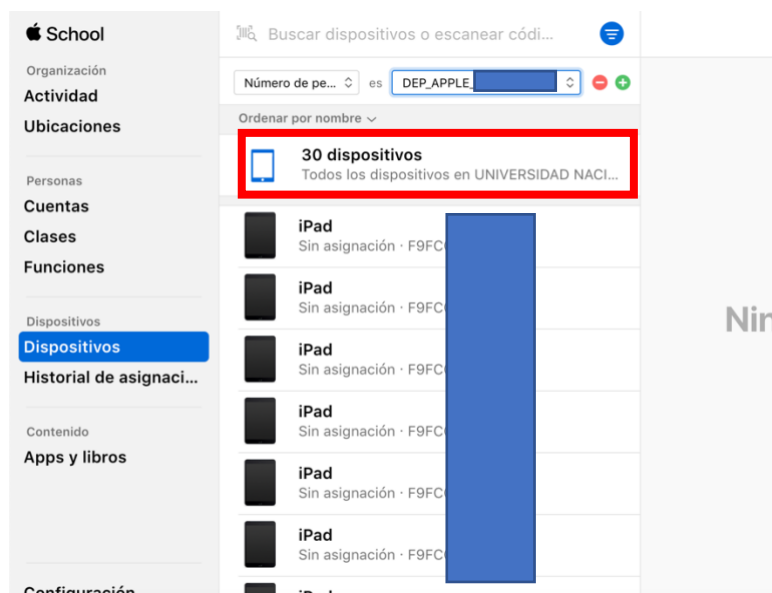 School
Organización
Actividad
Ubicaciones
Personas
Cuentas
Clases
Funciones
Dispositivos
Dispositivos
Historial de asignaci...
Contenido
Apps y libros
Configuración
Buscar dispositivos o escanear códi...
Número de pe... es DEP_APPLE_
Ordenar por nombre
30 dispositivos
Todos los dispositivos en UNIVERSIDAD NACI...
iPad
Sin asignación · F9FC
iPad
Sin asignación · F9FC
iPad
Sin asignación · F9FC
iPad
Sin asignación · F9FC
iPad
Sin asignación · F9FC
iPad
Sin asignación · F9FC
iPad
Nin